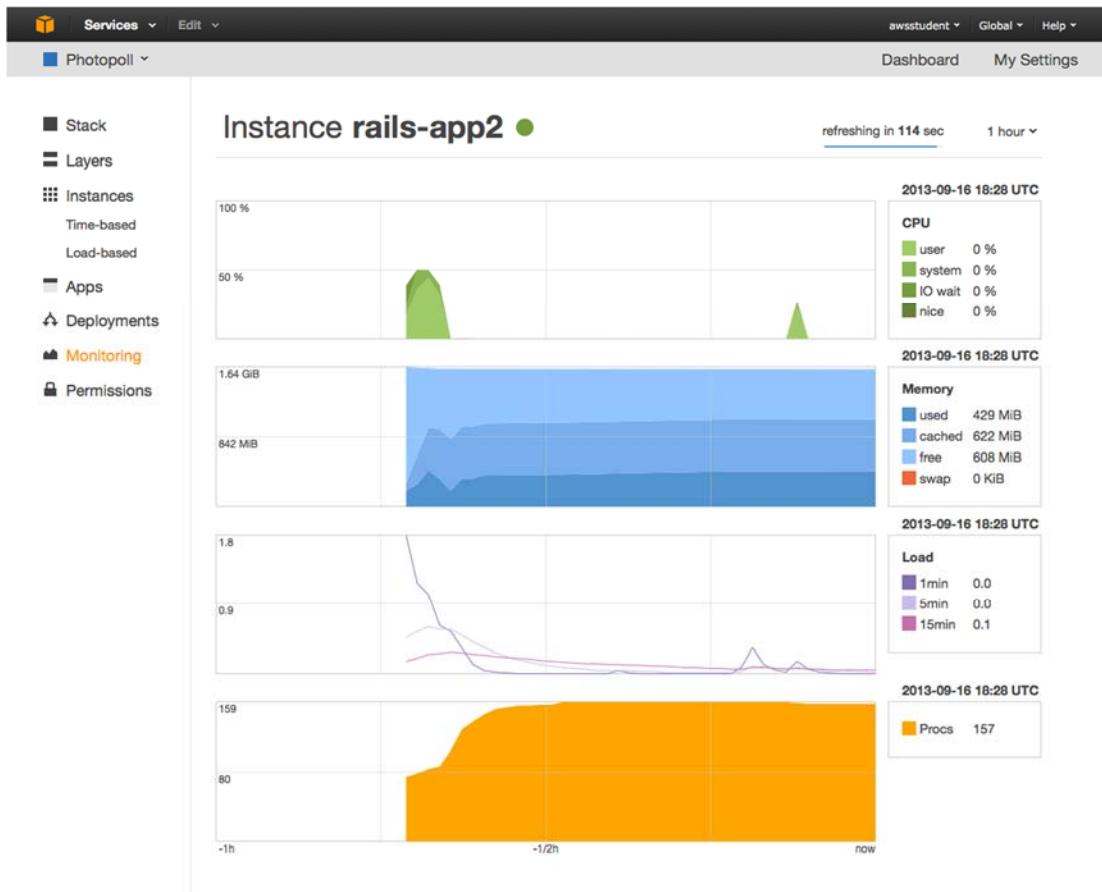 Services Edit awsstudent Global Help
Photopoll Dashboard My Settings
Stack
Layers
Instances
Time-based
Load-based
Apps
Deployments
Monitoring
Permissions
Instance rails-app2
refreshing in 114 sec
1 hour
2013-09-16 18:28 UTC
100 %
50 %
CPU
user 0 %
system 0 %
IO wait 0 %
nice 0 %
2013-09-16 18:28 UTC
1.64 GiB
842 MiB
Memory
used 429 MiB
cached 622 MiB
free 608 MiB
swap 0 KiB
2013-09-16 18:28 UTC
1.8
0.9
Load
1min 0.0
5min 0.0
15min 0.1
2013-09-16 18:28 UTC
159
80
Procs 157
-1h -1/2h now